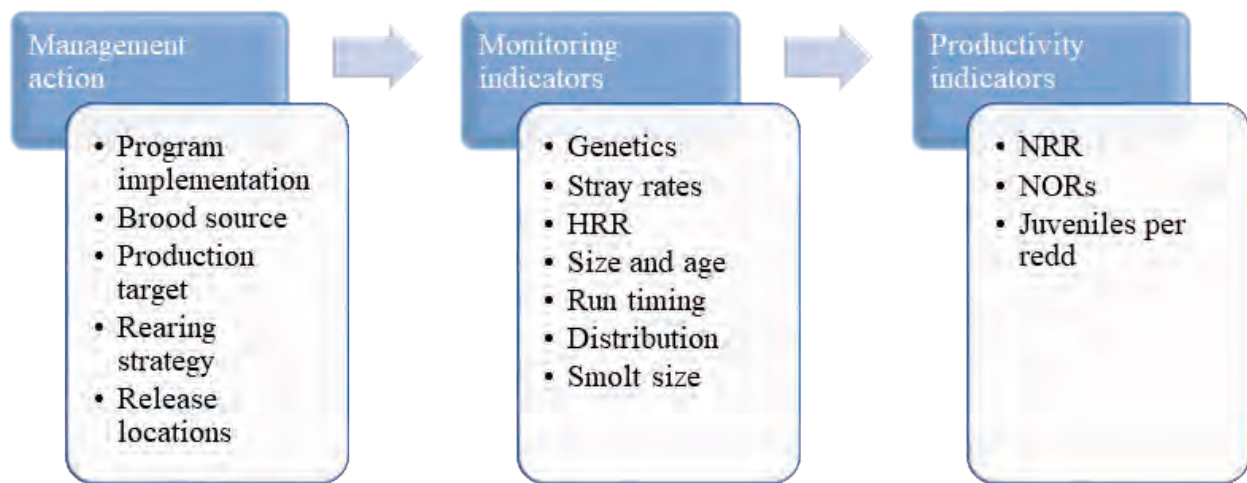 Management
action
• Program
implementation
• Brood source
• Production
target
• Rearing
strategy
• Release
locations
Monitoring
indicators
• Genetics
• Stray rates
• HRR
• Size and age
• Run timing
• Distribution
• Smolt size
Productivity
indicators
• NRR
• NORs
• Juveniles per
redd